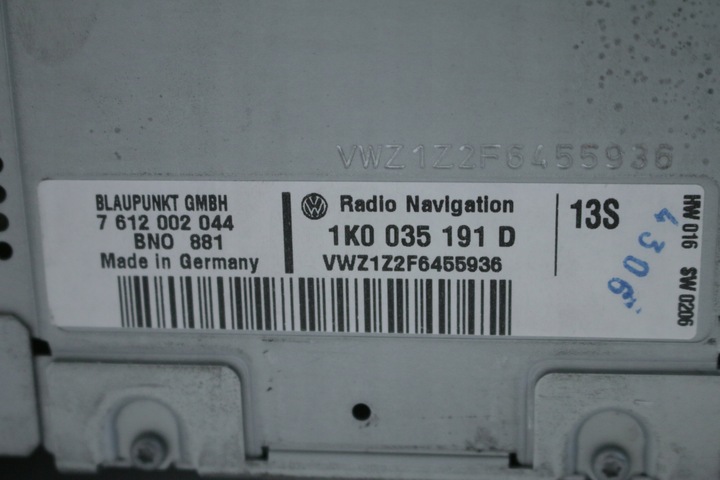 VWZ1Z2F6455936
BLAUPUNKT GMBH
7 612 002 044
BNO 881
Made in Germany
Radio Navigation
1K0 035 191 D
VWZ1Z2F6455936
13S
4306
HW 016 SW 0206